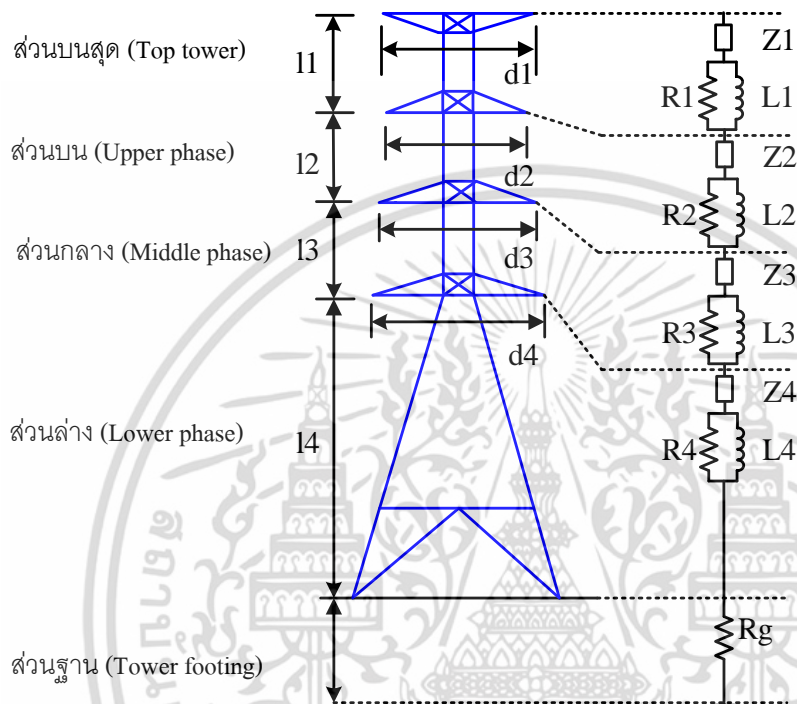 ส่วนบนสุด (Top tower)
l1
d1
Z1
R1
L1
ส่วนบน (Upper phase)
l2
d2
Z2
R2
L2
ส่วนกลาง (Middle phase)
l3
d3
Z3
R3
L3
ส่วนล่าง (Lower phase)
l4
d4
Z4
R4
L4
ส่วนฐาน (Tower footing)
Rg